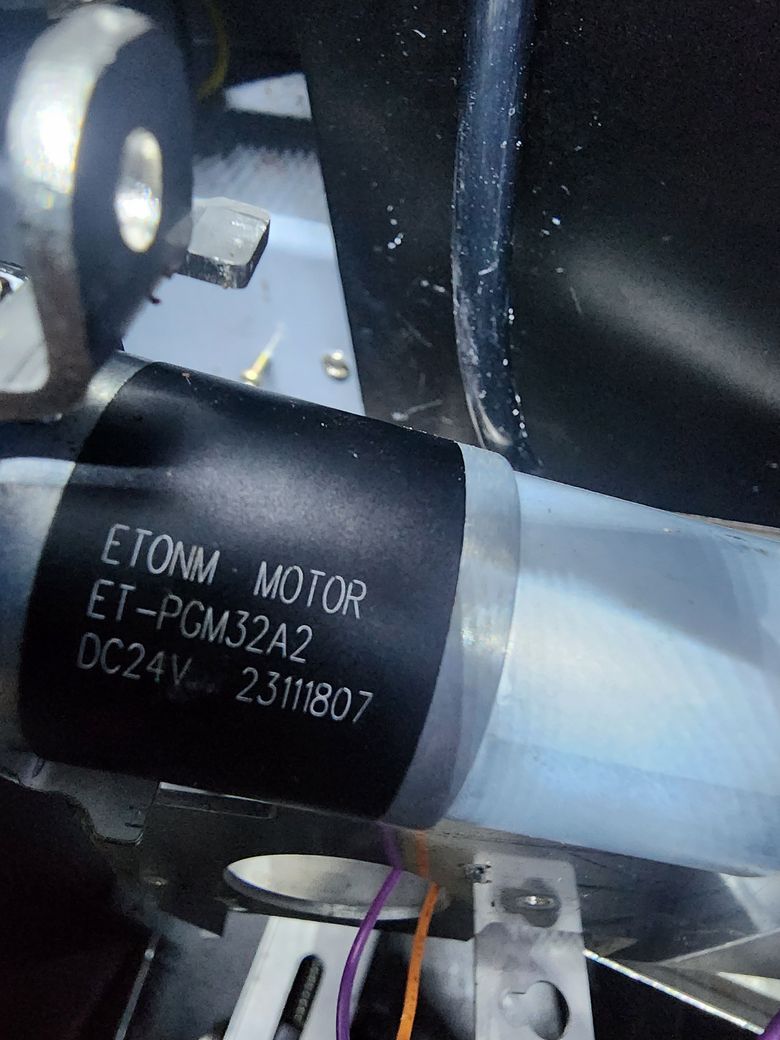 ETONM MOTOR
ET-PGM32A2
DC24V 23111807